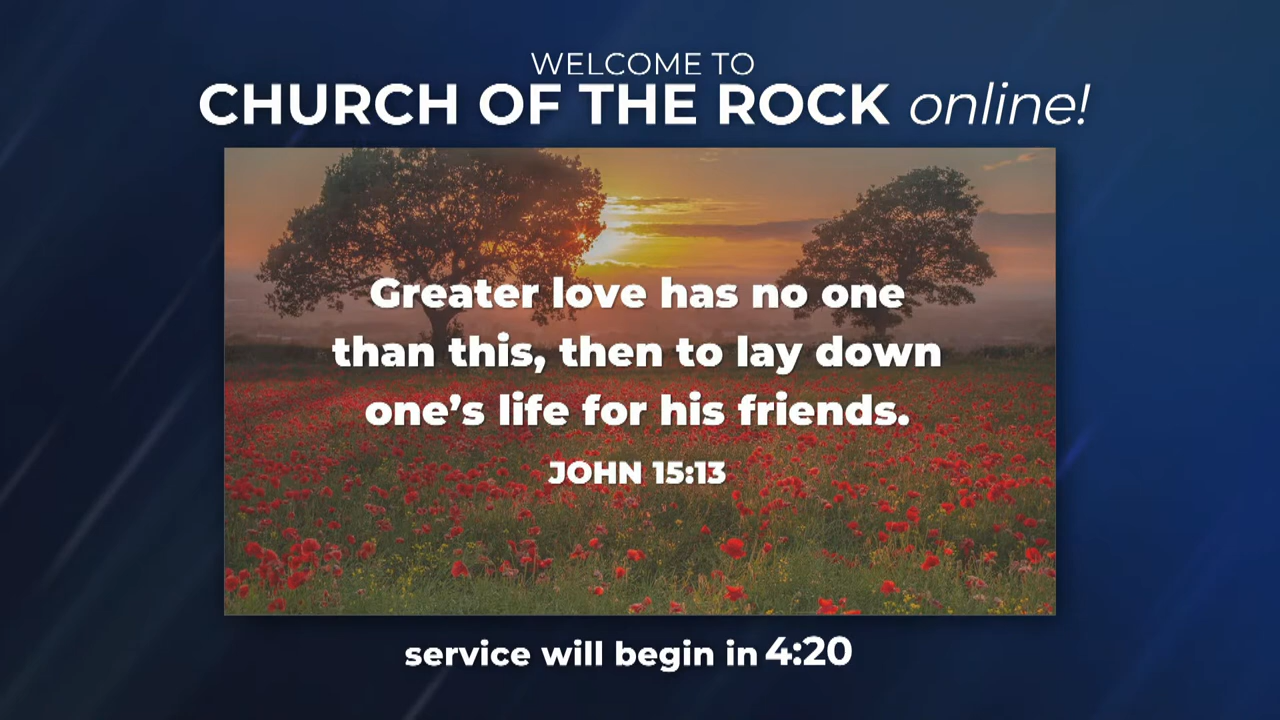 WELCOME TO
CHURCH OF THE ROCK online!
Greater love has no one
than this, then to lay down
one’s life for his friends.
JOHN 15:13
service will begin in 4:20